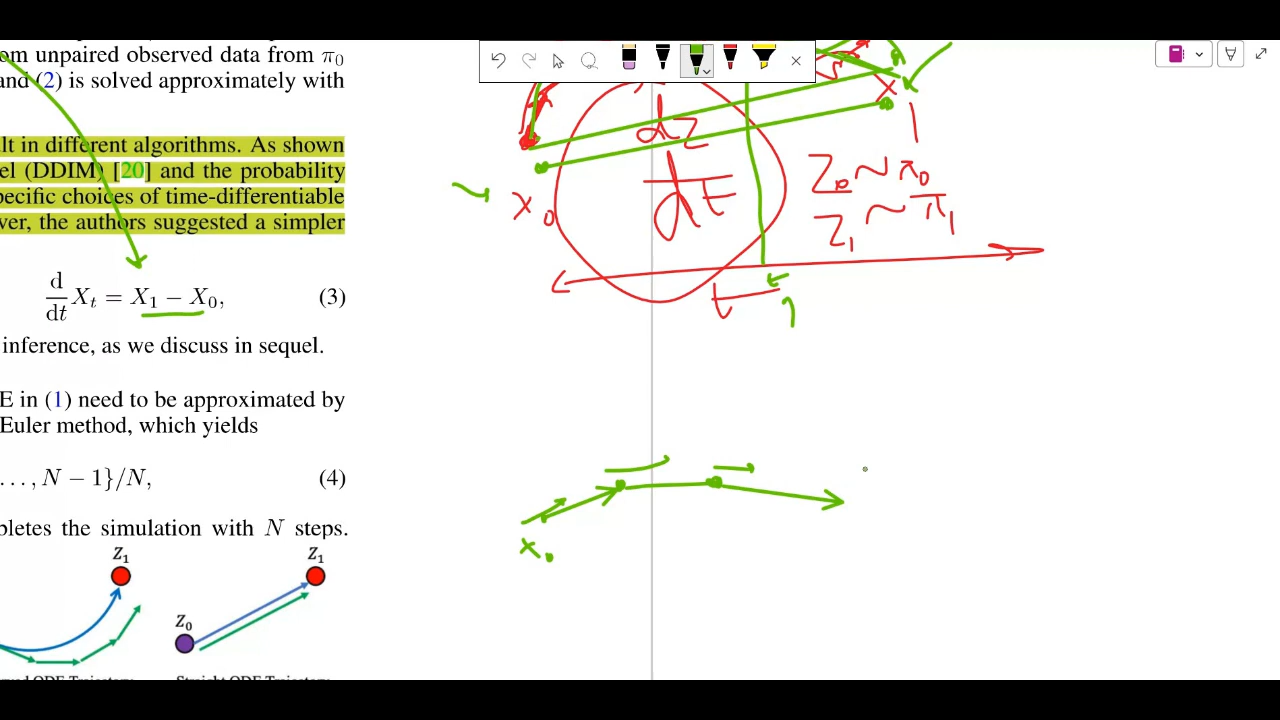 om unpaired observed data from π₀
and (2) is solved approximately with
ult in different algorithms. As shown
el (DDIM) [20] and the probability
pecific choices of time-differentiable
ver, the authors suggested a simpler
d/dt Xₜ = X₁ − X₀, (3)
inference, as we discuss in sequel.
E in (1) need to be approximated by
Euler method, which yields
..., N − 1}/N, (4)
pletes the simulation with N steps.
Z₁
Z₁
Z₀
dz
dt
x₀
x
1
Z₀ ~ π₀
Z₁ ~ π₁
t
x₀